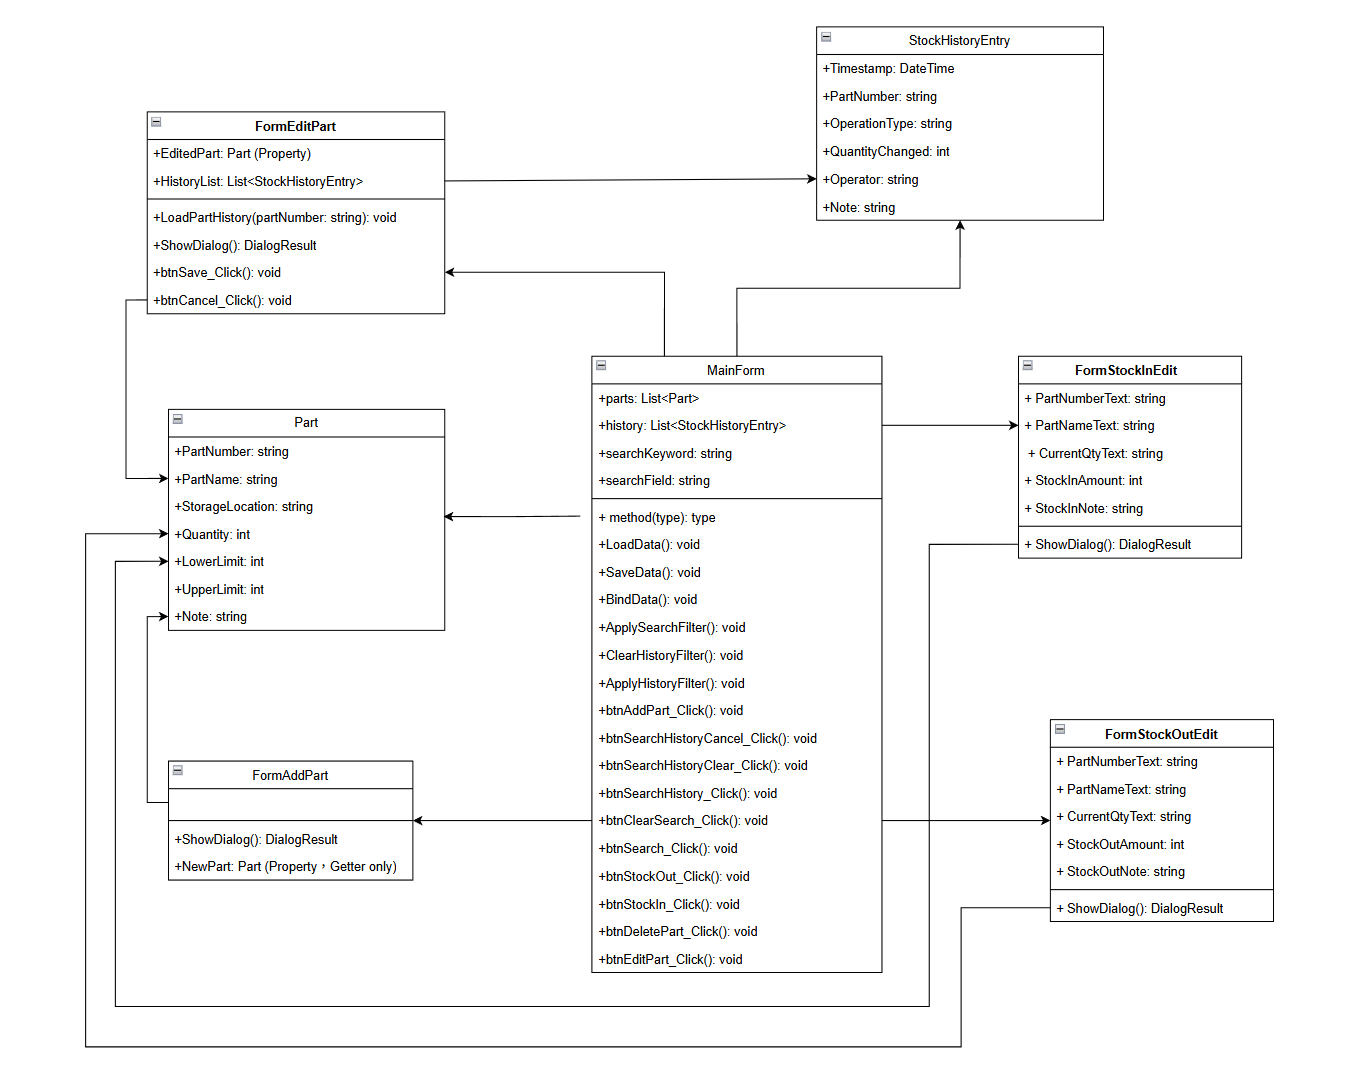 StockHistoryEntry
+Timestamp: DateTime
+PartNumber: string
+OperationType: string
+QuantityChanged: int
+Operator: string
+Note: string
FormEditPart
+EditedPart: Part (Property)
+HistoryList: List<StockHistoryEntry>
+LoadPartHistory(partNumber: string): void
+ShowDialog(): DialogResult
+btnSave_Click(): void
+btnCancel_Click(): void
MainForm
+parts: List<Part>
+history: List<StockHistoryEntry>
+searchKeyword: string
+searchField: string
+ method(type): type
+LoadData(): void
+SaveData(): void
+BindData(): void
+ApplySearchFilter(): void
+ClearHistoryFilter(): void
+ApplyHistoryFilter(): void
+btnAddPart_Click(): void
+btnSearchHistoryCancel_Click(): void
+btnSearchHistoryClear_Click(): void
+btnSearchHistory_Click(): void
+btnClearSearch_Click(): void
+btnSearch_Click(): void
+btnStockOut_Click(): void
+btnStockIn_Click(): void
+btnDeletePart_Click(): void
+btnEditPart_Click(): void
FormStockInEdit
+ PartNumberText: string
+ PartNameText: string
+ CurrentQtyText: string
+ StockInAmount: int
+ StockInNote: string
+ ShowDialog(): DialogResult
Part
+PartNumber: string
+PartName: string
+StorageLocation: string
+Quantity: int
+LowerLimit: int
+UpperLimit: int
+Note: string
FormStockOutEdit
+ PartNumberText: string
+ PartNameText: string
+ CurrentQtyText: string
+ StockOutAmount: int
+ StockOutNote: string
+ ShowDialog(): DialogResult
FormAddPart
+ShowDialog(): DialogResult
+NewPart: Part (Property，Getter only)